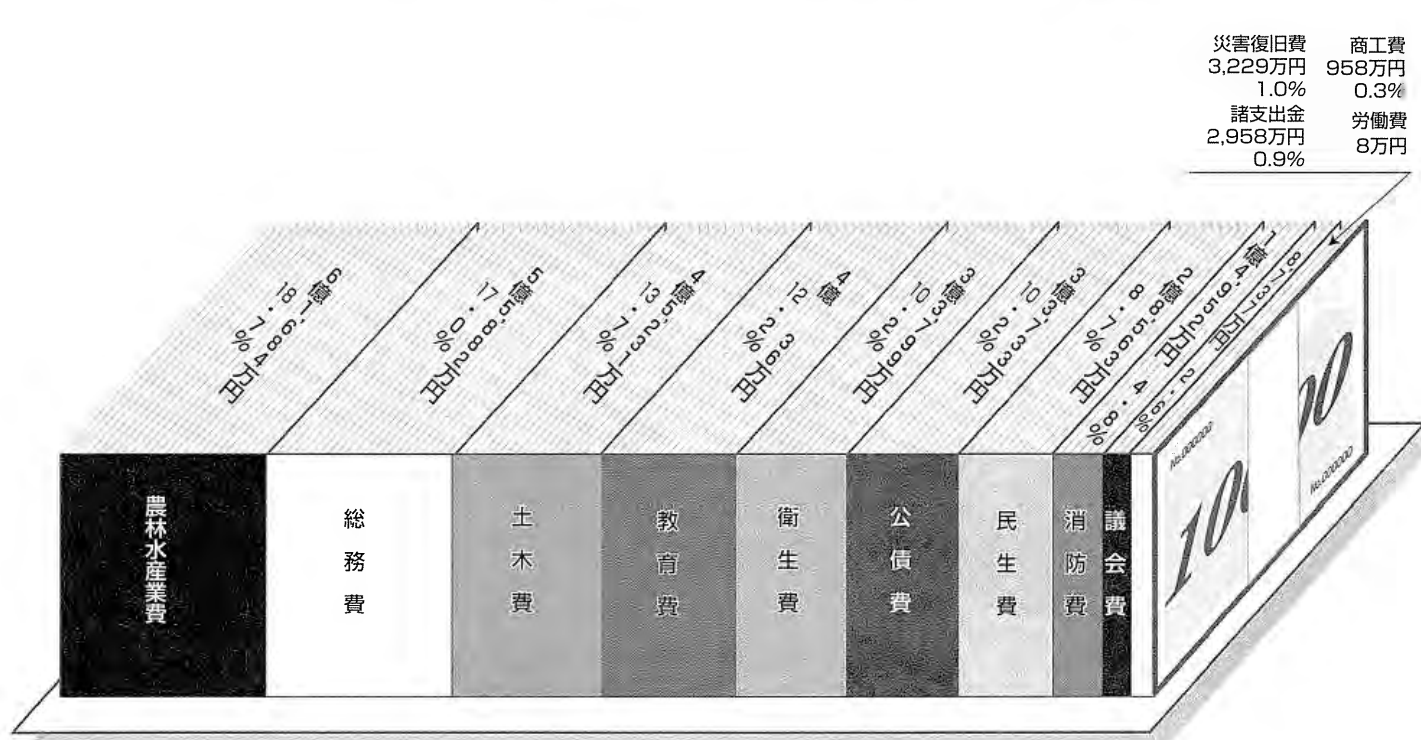 災害復旧費
3,229万円
1.0%
商工費
958万円
0.3%
諸支出金
2,958万円
0.9%
労働費
8万円
6億1,684万円
18・7%
5億5,882万円
17・0%
4億5,231万円
13・7%
4億36万円
12・2%
3億3,799万円
10・2%
3億3,733万円
10・2%
2億8,563万円
8・7%
1億4,952万円 4・8%
8,737万円 2・6%
農林水産業費
総務費
土木費
教育費
衛生費
公債費
民生費
消防費
議会費
No.000000
100
00
No.000000